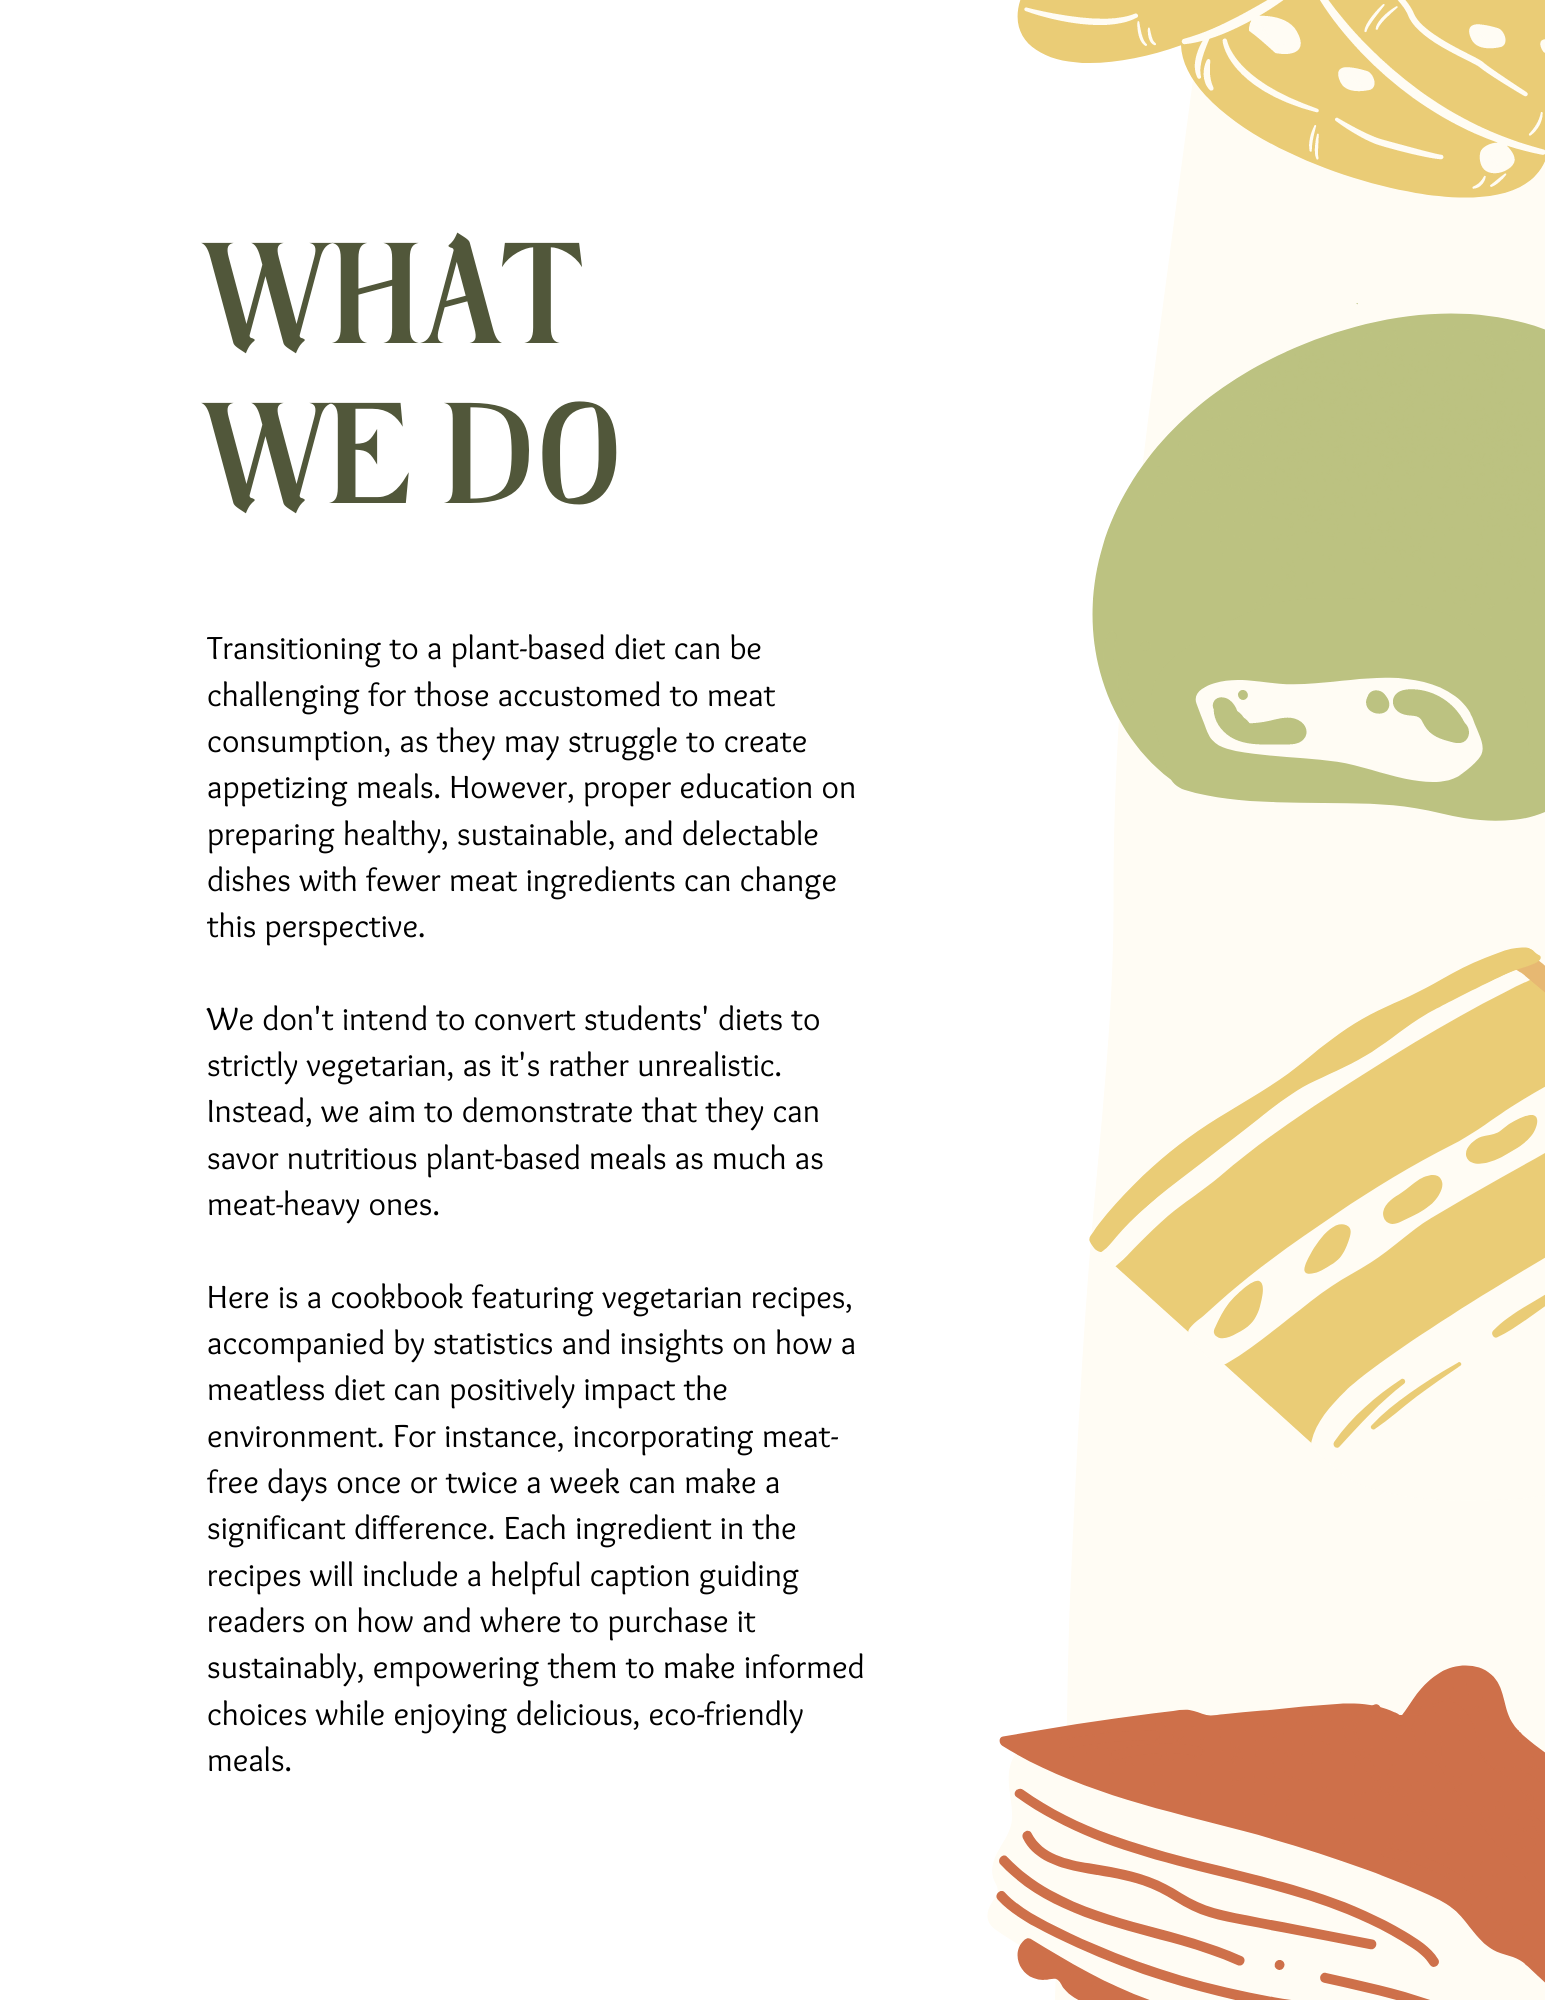 WHAT
WE DO
Transitioning to a plant-based diet can be
challenging for those accustomed to meat
consumption, as they may struggle to create
appetizing meals. However, proper education on
preparing healthy, sustainable, and delectable
dishes with fewer meat ingredients can change
this perspective.
We don't intend to convert students' diets to
strictly vegetarian, as it's rather unrealistic.
Instead, we aim to demonstrate that they can
savor nutritious plant-based meals as much as
meat-heavy ones.
Here is a cookbook featuring vegetarian recipes,
accompanied by statistics and insights on how a
meatless diet can positively impact the
environment. For instance, incorporating meat-
free days once or twice a week can make a
significant difference. Each ingredient in the
recipes will include a helpful caption guiding
readers on how and where to purchase it
sustainably, empowering them to make informed
choices while enjoying delicious, eco-friendly
meals.